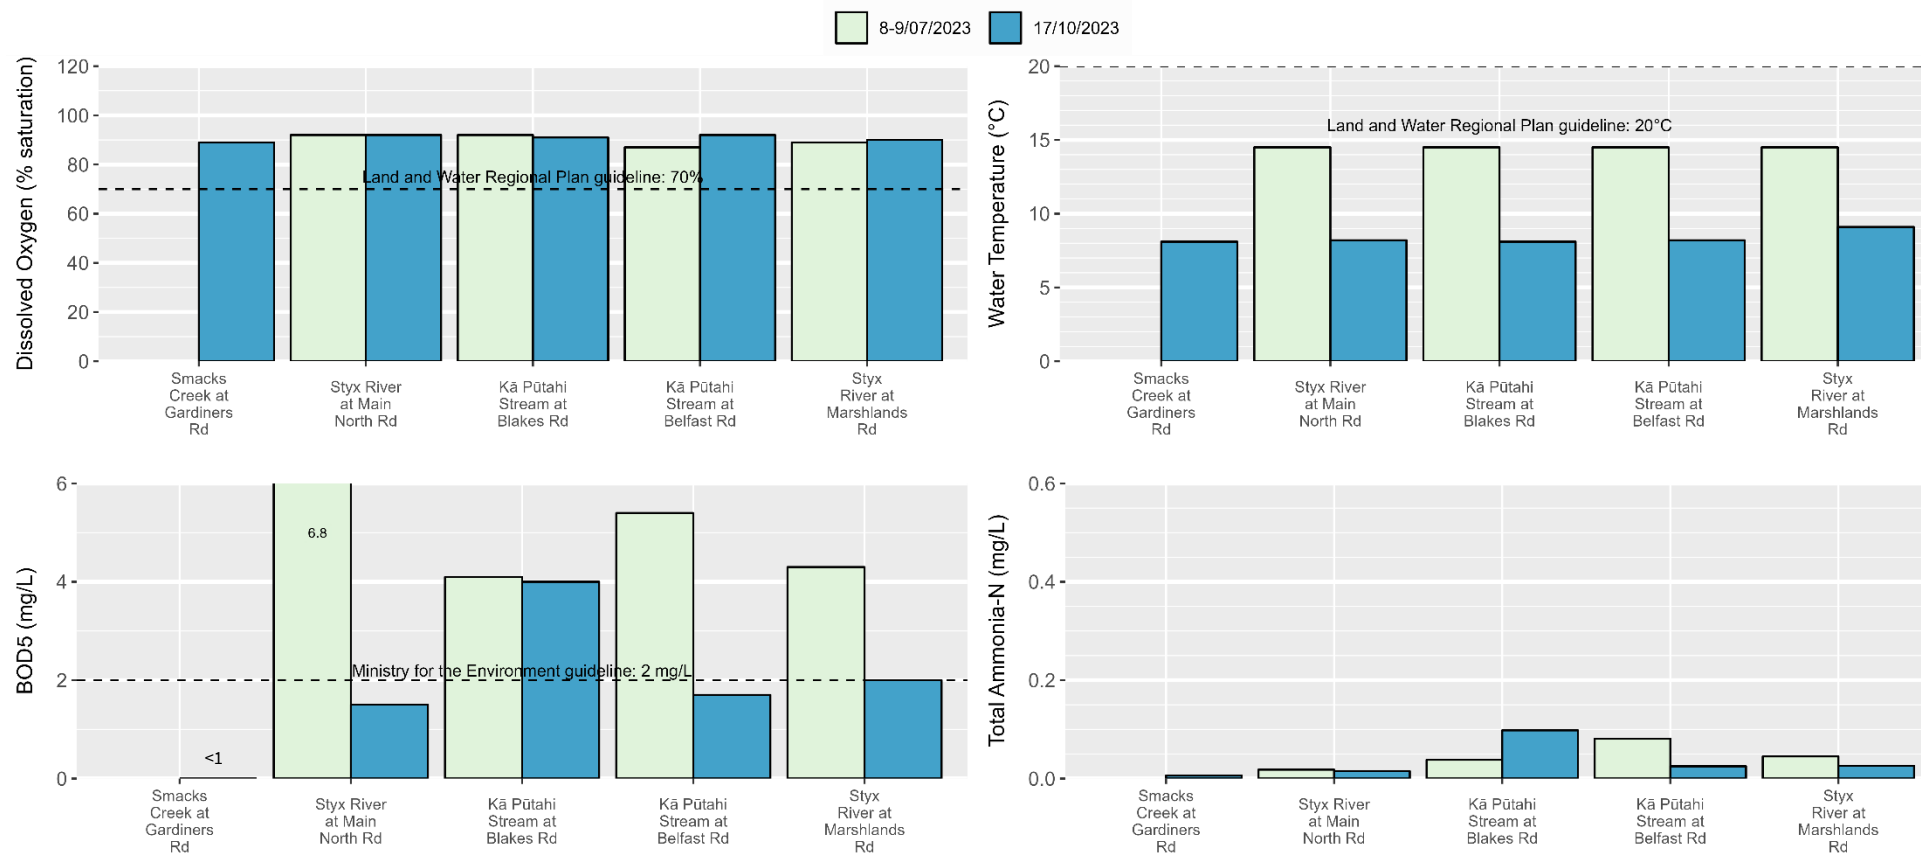 8-9/07/2023
17/10/2023
Dissolved Oxygen (% saturation)
120
100
80
60
40
20
0
Land and Water Regional Plan guideline: 70%
Smacks
Creek at
Gardiners
Rd
Styx River
at Main
North Rd
Kā Pūtahi
Stream at
Blakes Rd
Kā Pūtahi
Stream at
Belfast Rd
Styx
River at
Marshlands
Rd
Water Temperature (°C)
20
15
10
5
0
Land and Water Regional Plan guideline: 20°C
Smacks
Creek at
Gardiners
Rd
Styx River
at Main
North Rd
Kā Pūtahi
Stream at
Blakes Rd
Kā Pūtahi
Stream at
Belfast Rd
Styx
River at
Marshlands
Rd
BOD5 (mg/L)
6
4
2
0
6.8
Ministry for the Environment guideline: 2 mg/L
<1
Smacks
Creek at
Gardiners
Rd
Styx River
at Main
North Rd
Kā Pūtahi
Stream at
Blakes Rd
Kā Pūtahi
Stream at
Belfast Rd
Styx
River at
Marshlands
Rd
Total Ammonia-N (mg/L)
0.6
0.4
0.2
0.0
Smacks
Creek at
Gardiners
Rd
Styx River
at Main
North Rd
Kā Pūtahi
Stream at
Blakes Rd
Kā Pūtahi
Stream at
Belfast Rd
Styx
River at
Marshlands
Rd